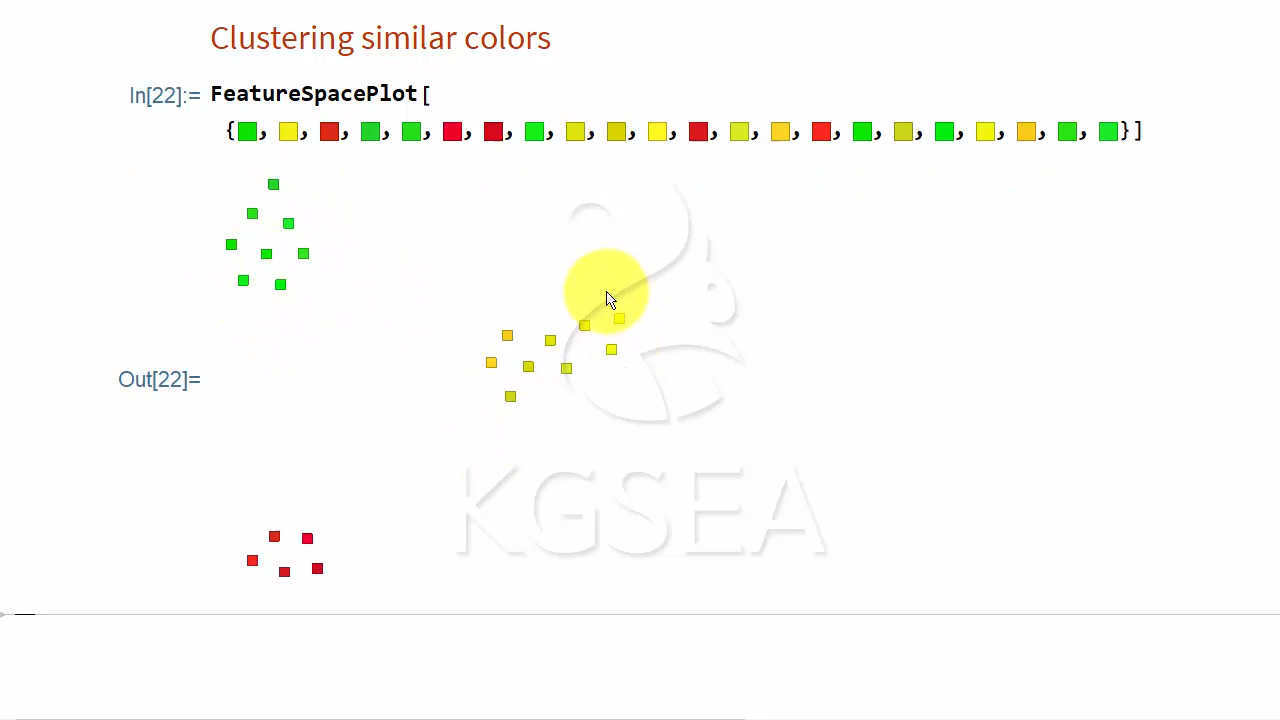 Clustering similar colors
In[22]:= FeatureSpacePlot[
{, , , , , , , , , , , , , , , , , , , , , }]
Out[22]=
KGSEA